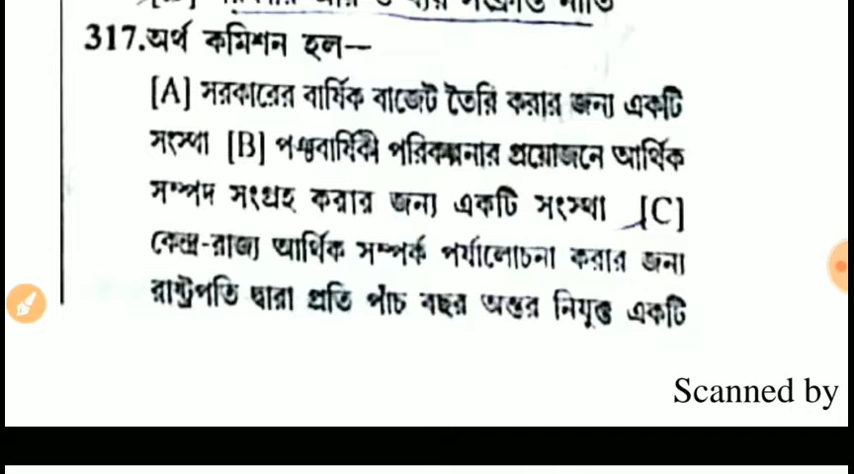 317.অর্থ কমিশন হল—
[A] সরকারের বার্ষিক বাজেট তৈরি করার জন্য একটি
সংস্থা [B] পঞ্চবার্ষিকী পরিকল্পনার প্রয়োজনে আর্থিক
সম্পদ সংগ্রহ করার জন্য একটি সংস্থা [C]
কেন্দ্র-রাজ্য আর্থিক সম্পর্ক পর্যালোচনা করার জন্য
রাষ্ট্রপতি দ্বারা প্রতি পাঁচ বছর অন্তর নিযুক্ত একটি
Scanned by